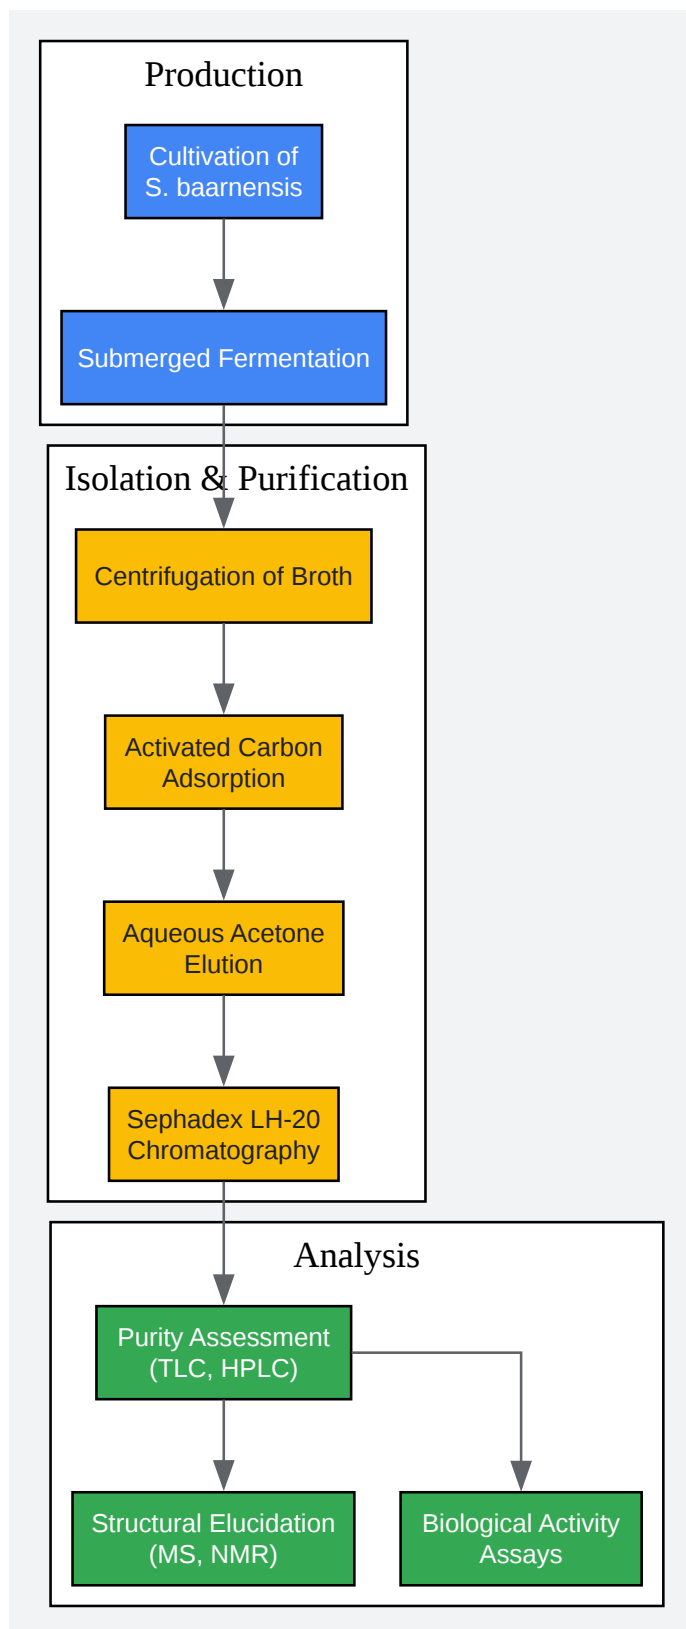 Production
Cultivation of
S. baarnensis
Submerged Fermentation
Isolation & Purification
Centrifugation of Broth
Activated Carbon
Adsorption
Aqueous Acetone
Elution
Sephadex LH-20
Chromatography
Analysis
Purity Assessment
(TLC, HPLC)
Structural Elucidation
(MS, NMR)
Biological Activity
Assays